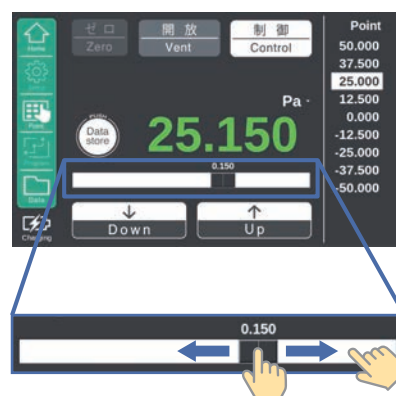 Home
ゼロ
Zero
開放
Vent
制御
Control
Point
50.000
37.500
25.000
12.500
0.000
-12.500
-25.000
-37.500
-50.000
Pa
PUSH
Data
store
25.150
0.150
↓
Down
↑
Up
Data
Charging
0.150